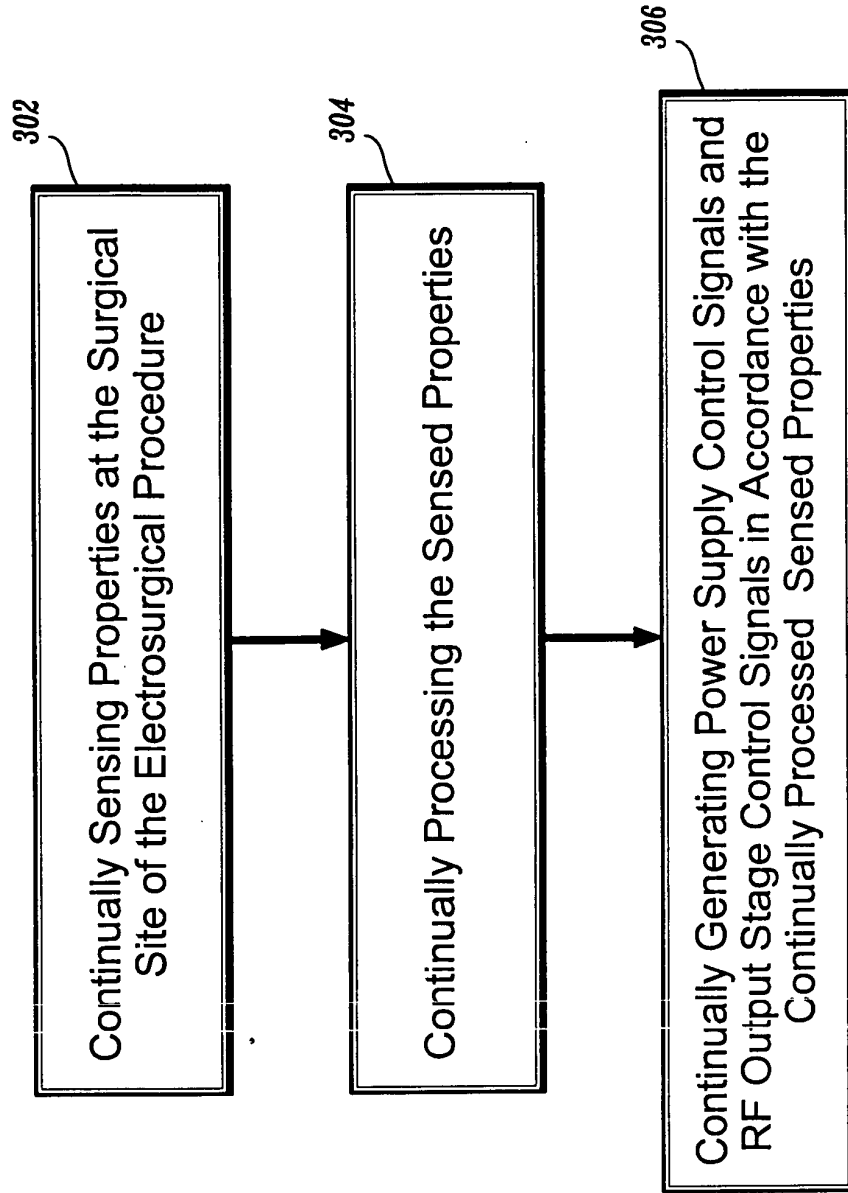 302
Continually Sensing Properties at the Surgical
Site of the Electrosurgical Procedure
304
Continually Processing the Sensed Properties
306
Continually Generating Power Supply Control Signals and
RF Output Stage Control Signals in Accordance with the
Continually Processed Sensed Properties